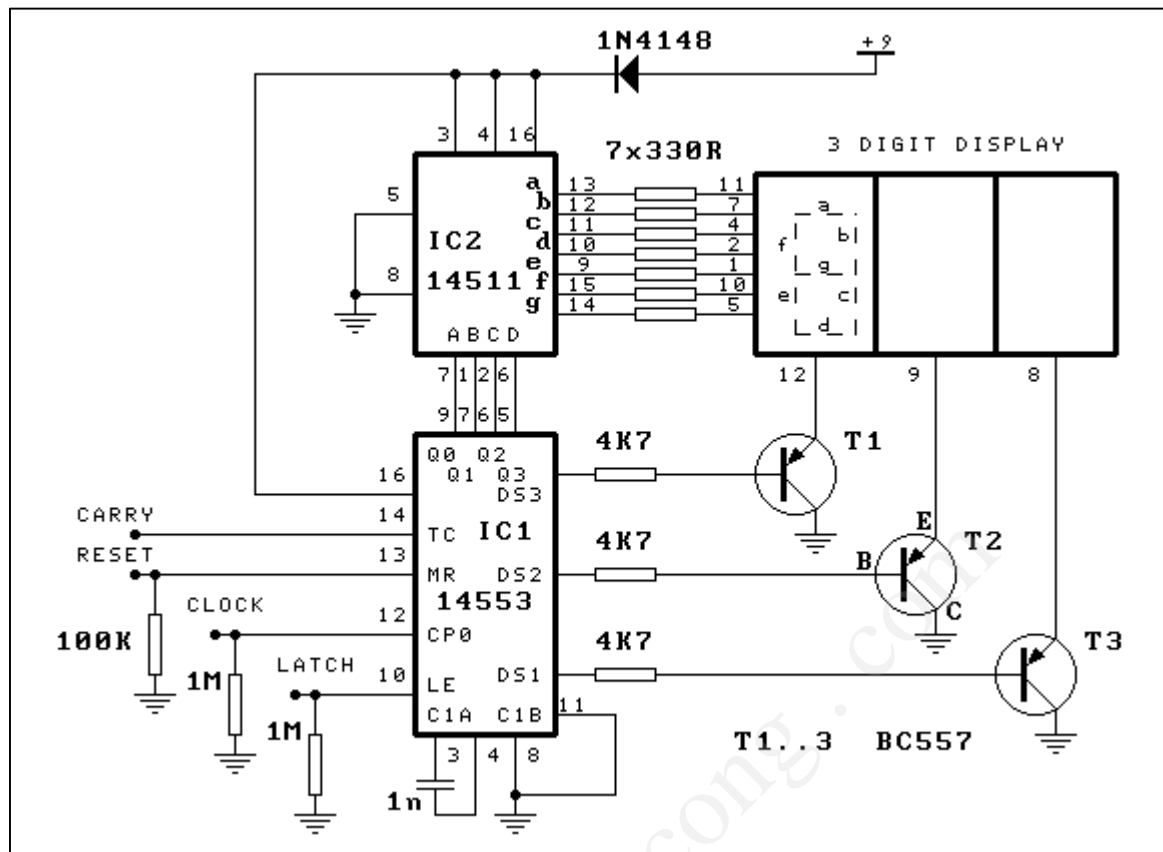 1N4148
+9
3 4 16
7x330R
3 DIGIT DISPLAY
5
8
IC2
14511
a
b
c
d
e
f
g
13
12
11
10
9
15
14
11
7
4
2
1
10
5
a
f b
g
e c
d
A B C D
7 1 2 6
9 7 6 5
12
9
8
Q0 Q2
Q1 Q3
DS3
16
4K7
T1
CARRY
14
TC
IC1
RESET
13
MR
DS2
4K7
B
E
C
T2
14553
CLOCK
12
CP0
100K
4K7
T3
LATCH
10
LE
DS1
1M
C1A C1B
11
1M
3 4 8
1n
T1..3 BC557
cong . com